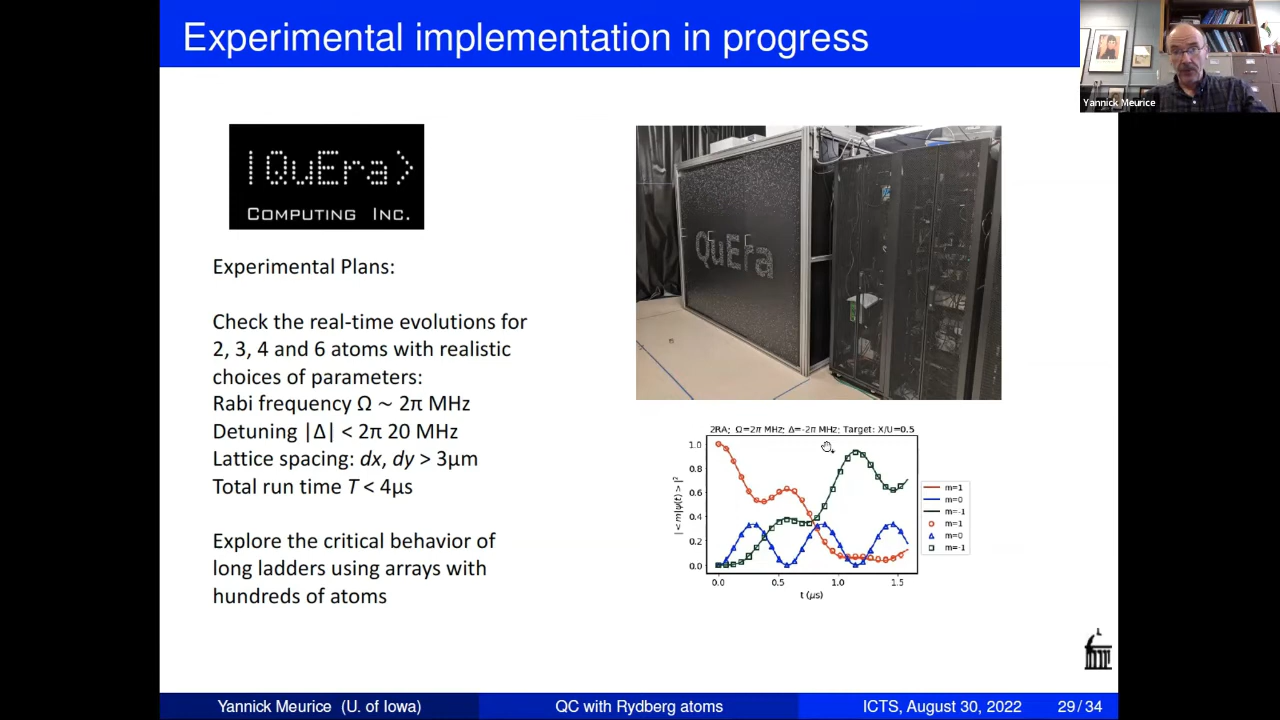 Experimental implementation in progress
Yannick Meurice
|QuEra>
COMPUTING INC.
QuEra
Experimental Plans:
Check the real-time evolutions for
2, 3, 4 and 6 atoms with realistic
choices of parameters:
Rabi frequency Ω ∼ 2π MHz
Detuning |Δ| < 2π 20 MHz
Lattice spacing: dx, dy > 3µm
Total run time T < 4µs
Explore the critical behavior of
long ladders using arrays with
hundreds of atoms
2RA; Ω=2π MHz; Δ=-2π MHz; Target: X/U=0.5
|<m|ψ(t)>|²
1.0
0.8
0.6
0.4
0.2
0.0
0.0 0.5 1.0 1.5
t (µs)
m=1
m=0
m=-1
m=1
m=0
m=-1
Yannick Meurice (U. of Iowa) QC with Rydberg atoms ICTS, August 30, 2022 29 / 34